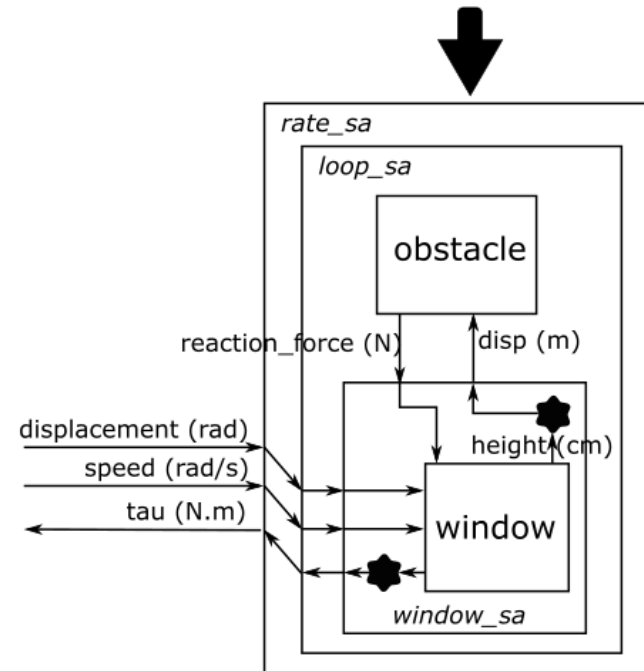 rate_sa
loop_sa
obstacle
reaction_force (N)
disp (m)
displacement (rad)
height (cm)
speed (rad/s)
tau (N.m)
window
window_sa